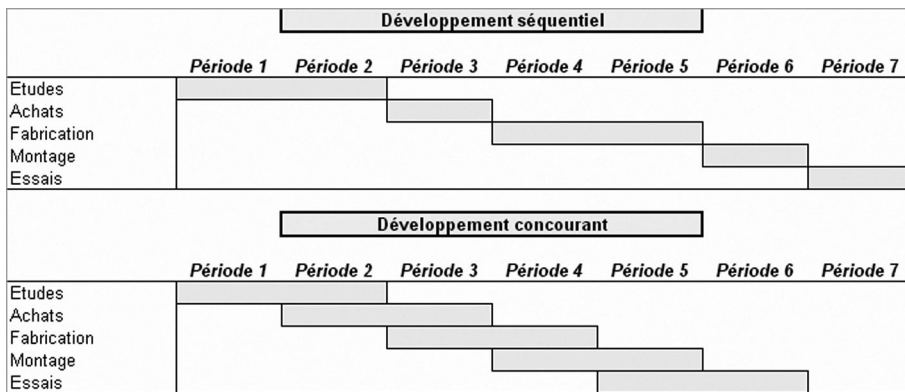 Développement séquentiel
Période 1 Période 2 Période 3 Période 4 Période 5 Période 6 Période 7
Etudes
Achats
Fabrication
Montage
Essais
Développement concourant
Période 1 Période 2 Période 3 Période 4 Période 5 Période 6 Période 7
Etudes
Achats
Fabrication
Montage
Essais